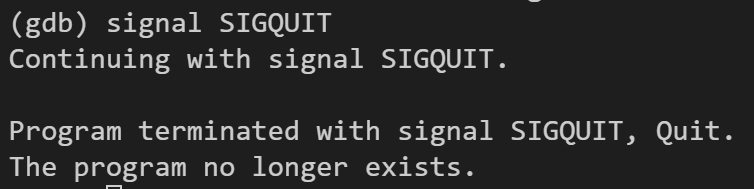 (gdb) signal SIGQUIT
Continuing with signal SIGQUIT.
Program terminated with signal SIGQUIT, Quit.
The program no longer exists.